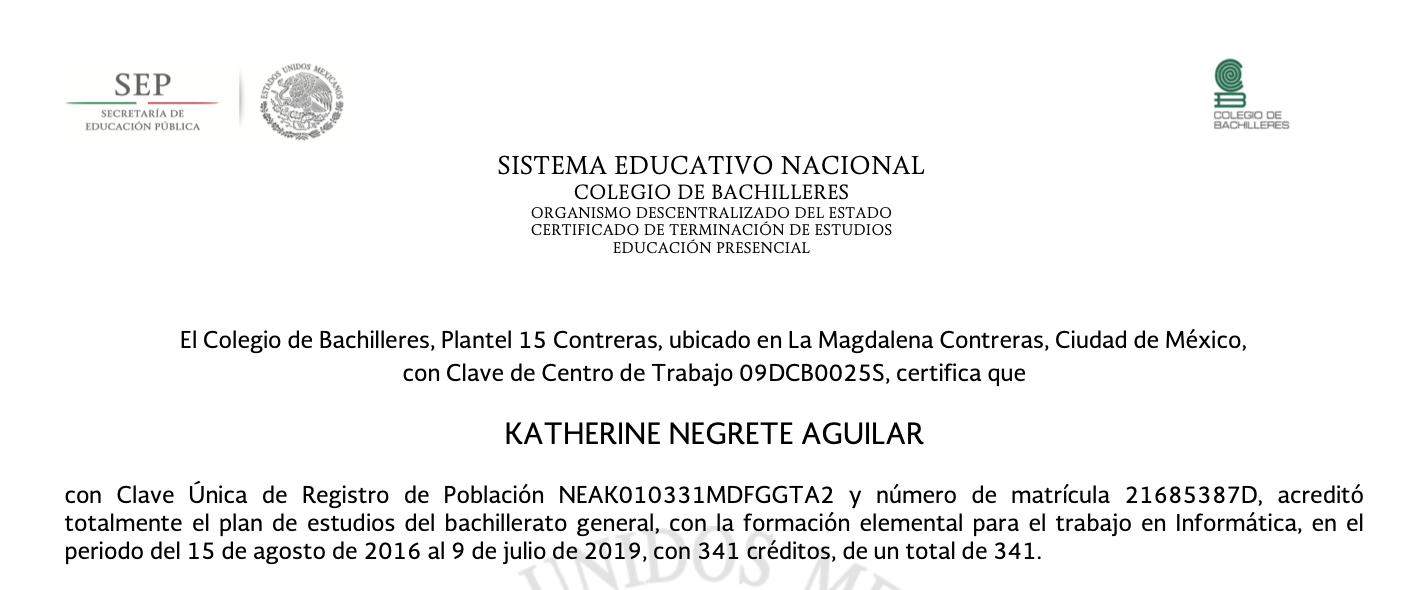 SEP
SECRETARÍA DE
EDUCACIÓN PÚBLICA
ESTADOS UNIDOS MEXICANOS
COLEGIO DE
BACHILLERES
SISTEMA EDUCATIVO NACIONAL
COLEGIO DE BACHILLERES
ORGANISMO DESCENTRALIZADO DEL ESTADO
CERTIFICADO DE TERMINACIÓN DE ESTUDIOS
EDUCACIÓN PRESENCIAL
El Colegio de Bachilleres, Plantel 15 Contreras, ubicado en La Magdalena Contreras, Ciudad de México,
con Clave de Centro de Trabajo 09DCB0025S, certifica que
KATHERINE NEGRETE AGUILAR
con Clave Única de Registro de Población NEAK010331MDFGGTA2 y número de matrícula 21685387D, acreditó
totalmente el plan de estudios del bachillerato general, con la formación elemental para el trabajo en Informática, en el
periodo del 15 de agosto de 2016 al 9 de julio de 2019, con 341 créditos, de un total de 341.
UNIDOS ME